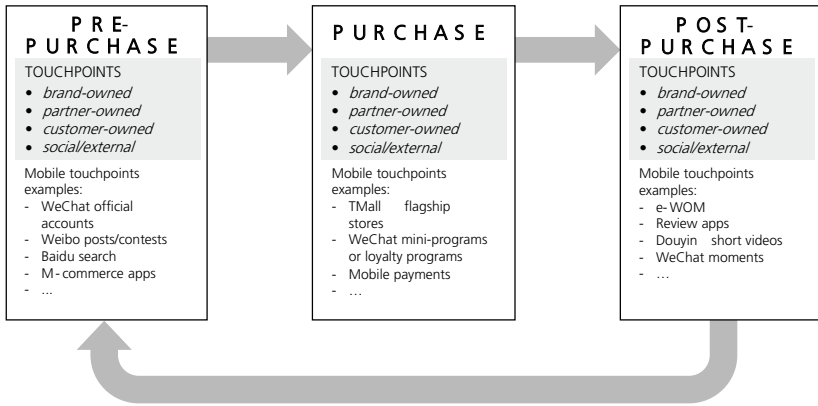 PRE-
PURCHASE
TOUCHPOINTS
• brand-owned
• partner-owned
• customer-owned
• social/external
Mobile touchpoints
examples:
- WeChat official
accounts
- Weibo posts/contests
- Baidu search
- M-commerce apps
- ...
PURCHASE
TOUCHPOINTS
• brand-owned
• partner-owned
• customer-owned
• social/external
Mobile touchpoints
examples:
- TMall flagship
stores
- WeChat mini-programs
or loyalty programs
- Mobile payments
- …
POST-
PURCHASE
TOUCHPOINTS
• brand-owned
• partner-owned
• customer-owned
• social/external
Mobile touchpoints
examples:
- e-WOM
- Review apps
- Douyin short videos
- WeChat moments
- …